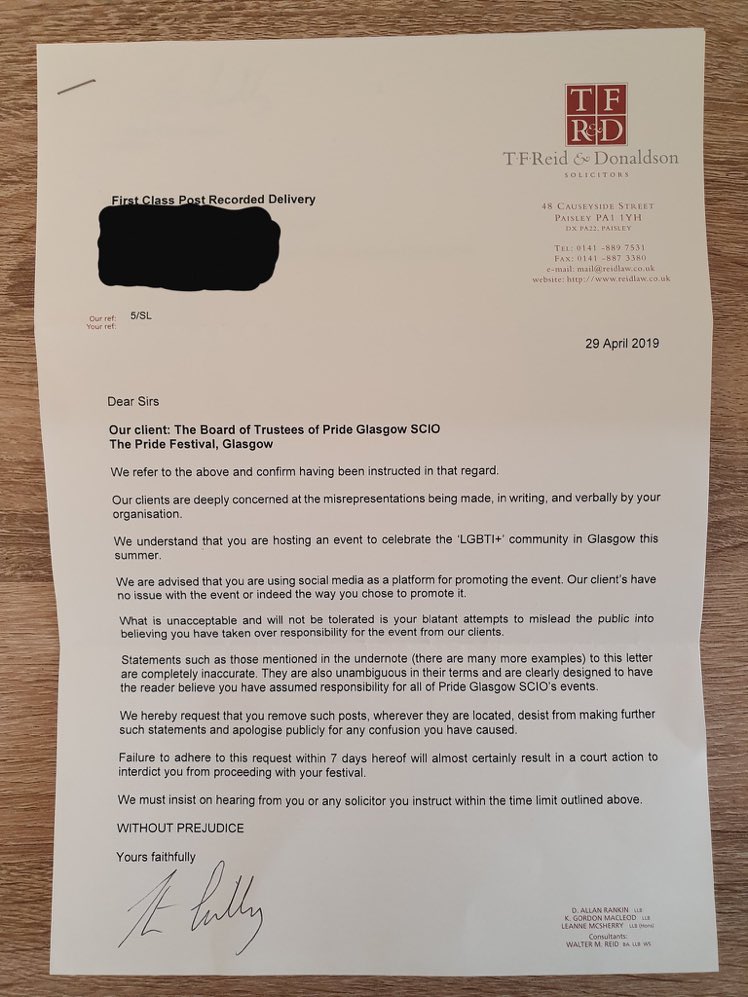 T F
R&D
T·F·Reid & Donaldson
SOLICITORS
48 Causeyside Street
Paisley PA1 1YH
DX PA22, Paisley
Tel: 0141 -889 7531
Fax: 0141 -887 3380
e-mail: mail@reidlaw.co.uk
website: http://www.reidlaw.co.uk
First Class Post Recorded Delivery
Our ref: 5/SL
Your ref:
29 April 2019
Dear Sirs
Our client: The Board of Trustees of Pride Glasgow SCIO
The Pride Festival, Glasgow
We refer to the above and confirm having been instructed in that regard.
Our clients are deeply concerned at the misrepresentations being made, in writing, and verbally by your
organisation.
We understand that you are hosting an event to celebrate the 'LGBTI+' community in Glasgow this
summer.
We are advised that you are using social media as a platform for promoting the event. Our client's have
no issue with the event or indeed the way you chose to promote it.
What is unacceptable and will not be tolerated is your blatant attempts to mislead the public into
believing you have taken over responsibility for the event from our clients.
Statements such as those mentioned in the undernote (there are many more examples) to this letter
are completely inaccurate. They are also unambiguous in their terms and are clearly designed to have
the reader believe you have assumed responsibility for all of Pride Glasgow SCIO's events.
We hereby request that you remove such posts, wherever they are located, desist from making further
such statements and apologise publicly for any confusion you have caused.
Failure to adhere to this request within 7 days hereof will almost certainly result in a court action to
interdict you from proceeding with your festival.
We must insist on hearing from you or any solicitor you instruct within the time limit outlined above.
WITHOUT PREJUDICE
Yours faithfully
D. ALLAN RANKIN LLB
K. GORDON MACLEOD LLB
LEANNE MCSHERRY LLB (Hons)
Consultants:
WALTER M. REID BA. LLB WS